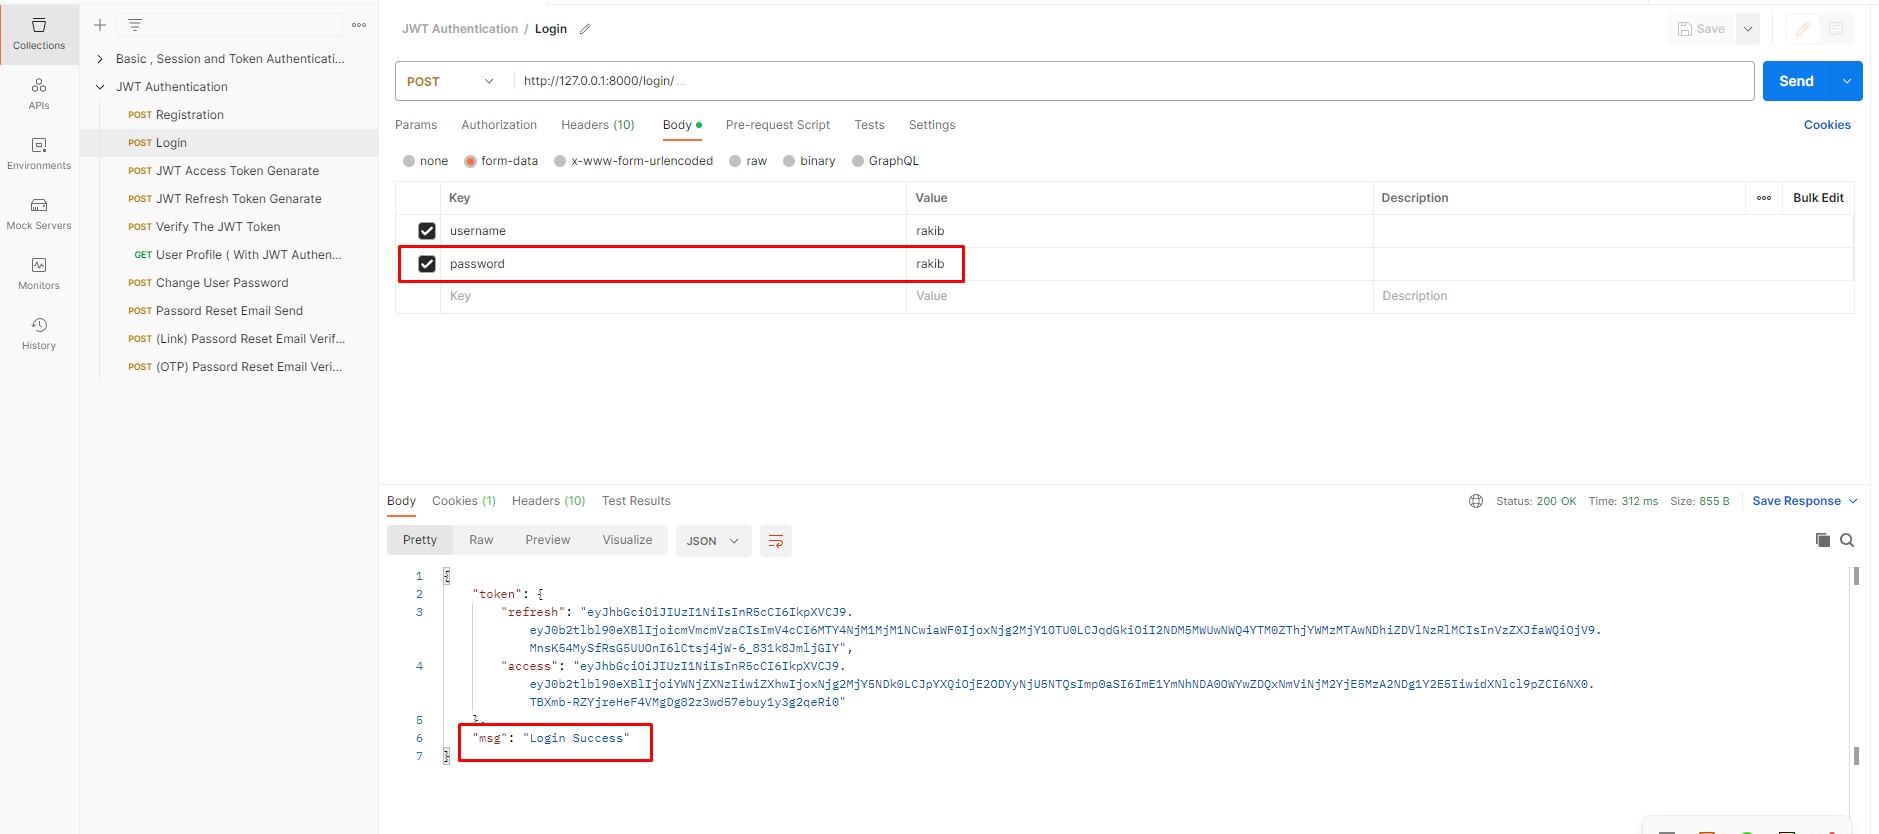 Collections
APIs
Environments
Mock Servers
Monitors
History
Basic , Session and Token Authenticati...
JWT Authentication
POST Registration
POST Login
POST JWT Access Token Genarate
POST JWT Refresh Token Genarate
POST Verify The JWT Token
GET User Profile ( With JWT Authen...
POST Change User Password
POST Passord Reset Email Send
POST (Link) Passord Reset Email Verif...
POST (OTP) Passord Reset Email Veri...
JWT Authentication / Login
Save
POST http://127.0.0.1:8000/login/ ...
Send
Params Authorization Headers (10) Body Pre-request Script Tests Settings Cookies
none form-data x-www-form-urlencoded raw binary GraphQL
Key Value Description Bulk Edit
username rakib
password rakib
Key Value Description
Body Cookies (1) Headers (10) Test Results Status: 200 OK Time: 312 ms Size: 855 B Save Response
Pretty Raw Preview Visualize JSON
1 {
2 "token": {
3 "refresh": "eyJhbGciOiJIUzI1NiIsInR5cCI6IkpXVCJ9.
eyJ0b2tlbl90eXBlIjoicmVmcmVzaCIsImV4cCI6MTY4NjM1MjM1NCwiaWF0IjoxNjg2MjY1OTU0LCJqdGkiOiI2NDM5MWUwNWQ4YTM0ZThjYWMzMTAwNDhiZDVlNzRlMCIsInVzZXJfaWQiOjV9.
MnsK54MySfRsG5UUOnI6lCtsj4jW-6_831k8JmljGIY",
4 "access": "eyJhbGciOiJIUzI1NiIsInR5cCI6IkpXVCJ9.
eyJ0b2tlbl90eXBlIjoiYWNjZXNzIiwiZXhwIjoxNjg2MjY5NDk0LCJpYXQiOjE2ODYyNjU5NTQsImp0aSI6ImE1YmNhNDA0OWYwZDQxNmViNjM2YjE5MzA2NDg1Y2E5IiwidXNlcl9pZCI6NX0.
TBXmb-RZYjreHeF4VMgDg82z3wd57ebuy1y3g2qeRi0"
5 },
6 "msg": "Login Success"
7 }